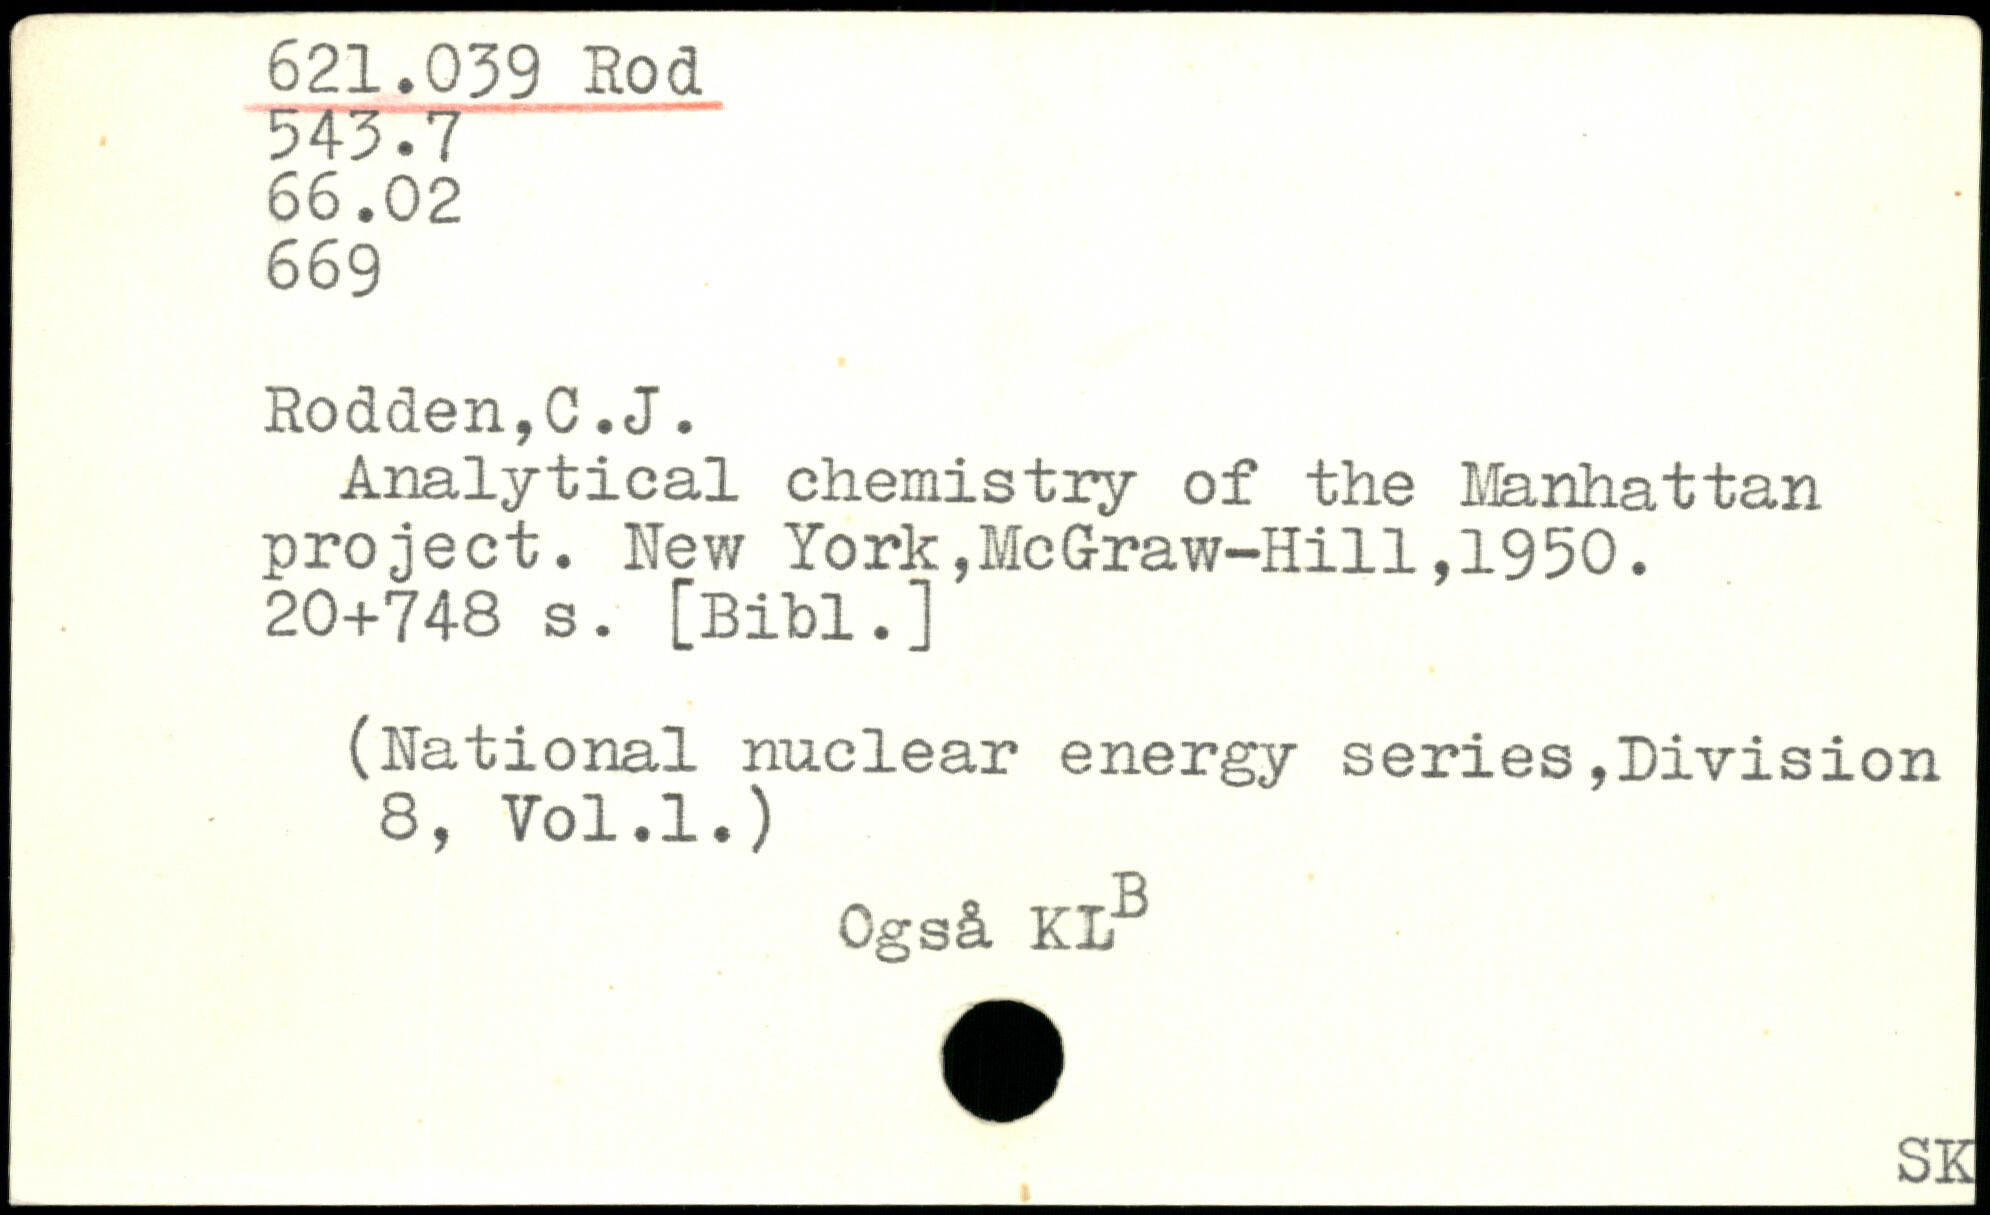 621.039 Rod
543.7
66.02
669
Rodden,C.J.
Analytical chemistry of the Manhattan
project. New York,McGraw-Hill,1950.
20+748 s. [Bibl.]
(National nuclear energy series,Division
8, Vol.1.)
Også KLᴮ
SK